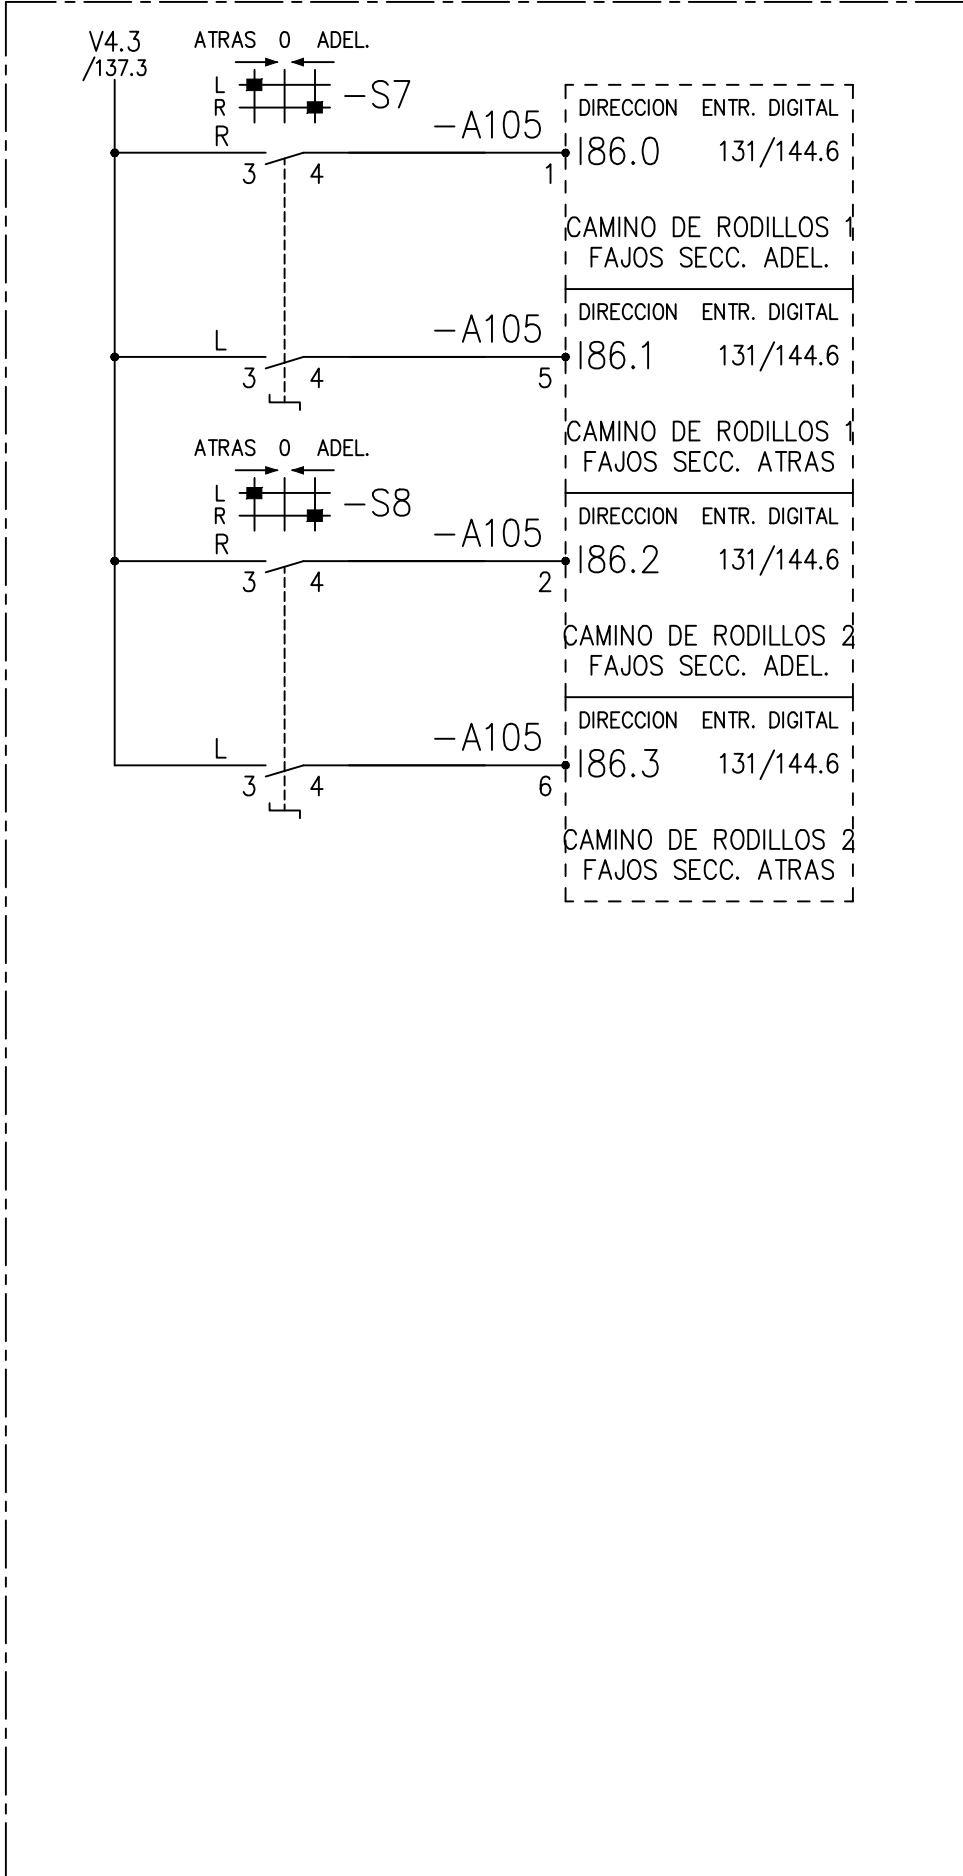 V4.3
/137.3
ATRAS 0 ADEL.
L
R
-S7
R
3 4
-A105
1
DIRECCION ENTR. DIGITAL
I86.0 131/144.6
CAMINO DE RODILLOS 1
FAJOS SECC. ADEL.
L
3 4
-A105
5
DIRECCION ENTR. DIGITAL
I86.1 131/144.6
CAMINO DE RODILLOS 1
FAJOS SECC. ATRAS
ATRAS 0 ADEL.
L
R
-S8
R
3 4
-A105
2
DIRECCION ENTR. DIGITAL
I86.2 131/144.6
CAMINO DE RODILLOS 2
FAJOS SECC. ADEL.
L
3 4
-A105
6
DIRECCION ENTR. DIGITAL
I86.3 131/144.6
CAMINO DE RODILLOS 2
FAJOS SECC. ATRAS